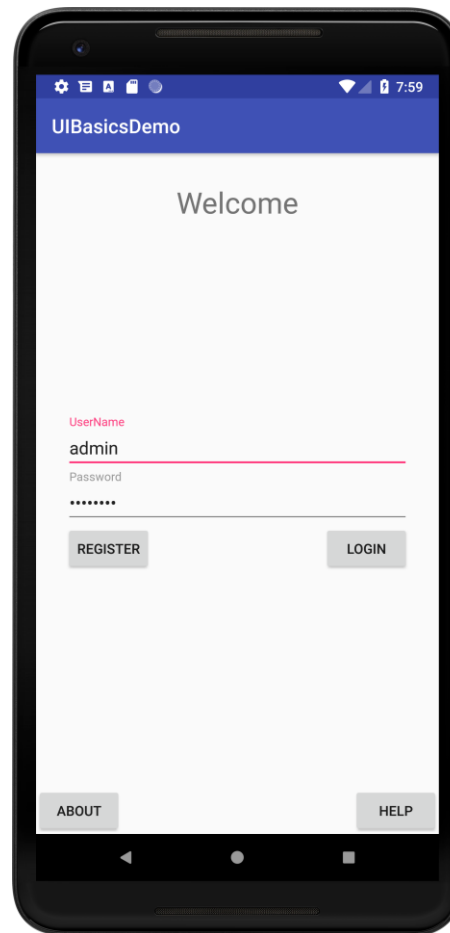 7:59
UIBasicsDemo
Welcome
UserName
admin
Password
••••••••
REGISTER LOGIN
ABOUT HELP